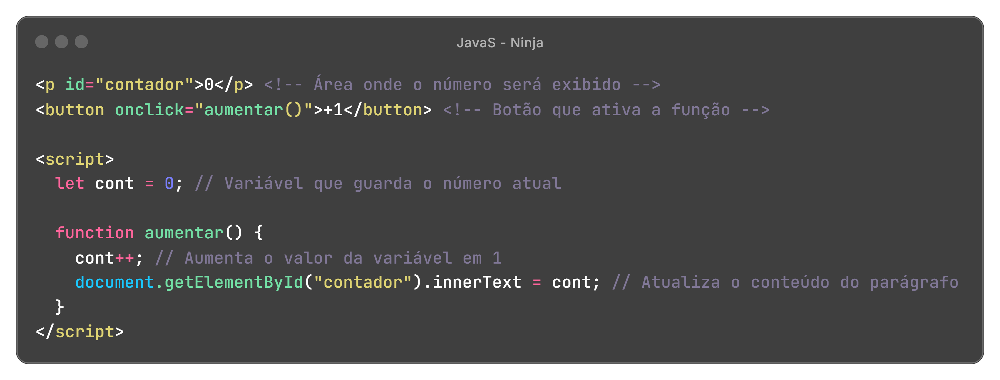 JavaS - Ninja
<p id="contador">0</p> <!-- Área onde o número será exibido -->
<button onclick="aumentar()">+1</button> <!-- Botão que ativa a função -->
<script>
let cont = 0; // Variável que guarda o número atual
function aumentar() {
cont++; // Aumenta o valor da variável em 1
document.getElementById("contador").innerText = cont; // Atualiza o conteúdo do parágrafo
}
</script>